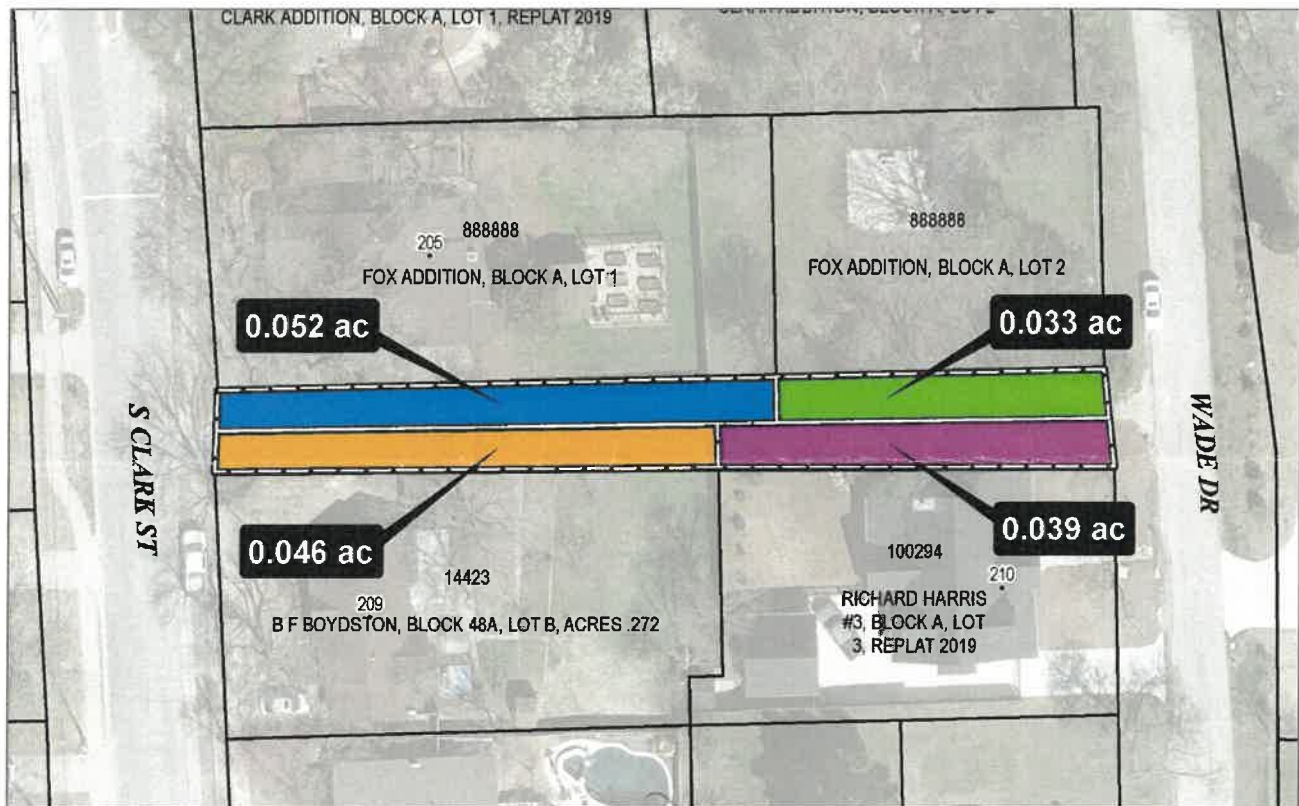 CLARK ADDITION, BLOCK A, LOT 1, REPLAT 2019
888888
205
FOX ADDITION, BLOCK A, LOT 1
888888
FOX ADDITION, BLOCK A, LOT 2
0.052 ac
0.033 ac
S CLARK ST
WADE DR
0.046 ac
0.039 ac
14423
209
B F BOYDSTON, BLOCK 48A, LOT B, ACRES .272
100294
210
RICHARD HARRIS
#3, BLOCK A, LOT
3, REPLAT 2019